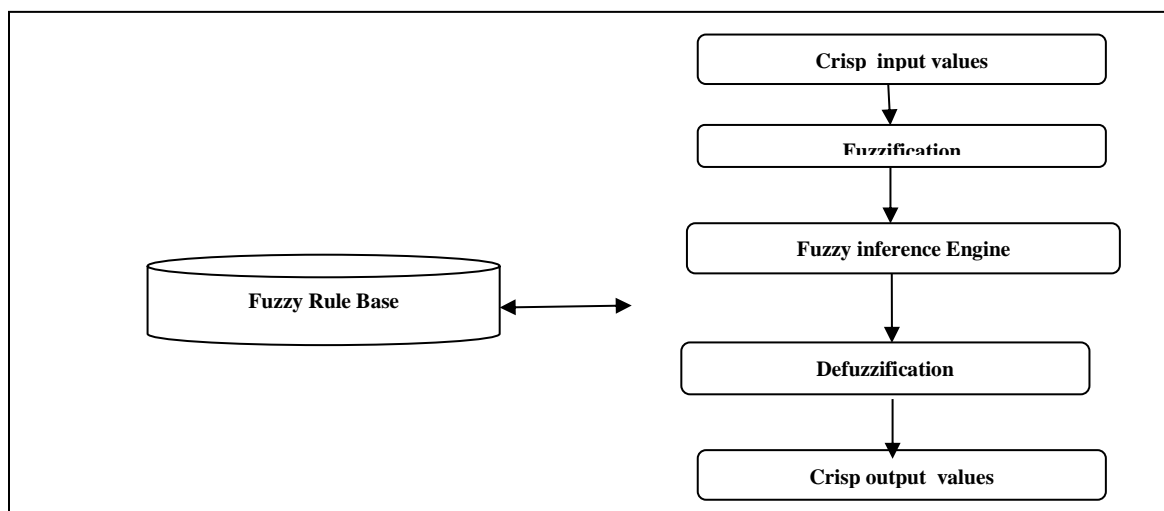 Crisp input values
Fuzzification
Fuzzy inference Engine
Fuzzy Rule Base
Defuzzification
Crisp output values